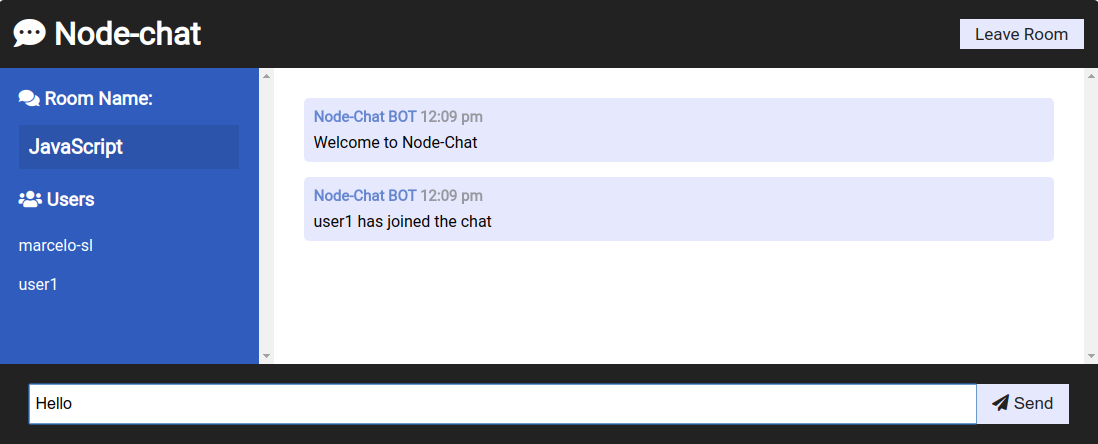 Node-chat
Leave Room
Room Name:
JavaScript
Users
marcelo-sl
user1
Node-Chat BOT 12:09 pm
Welcome to Node-Chat
Node-Chat BOT 12:09 pm
user1 has joined the chat
Hello
Send